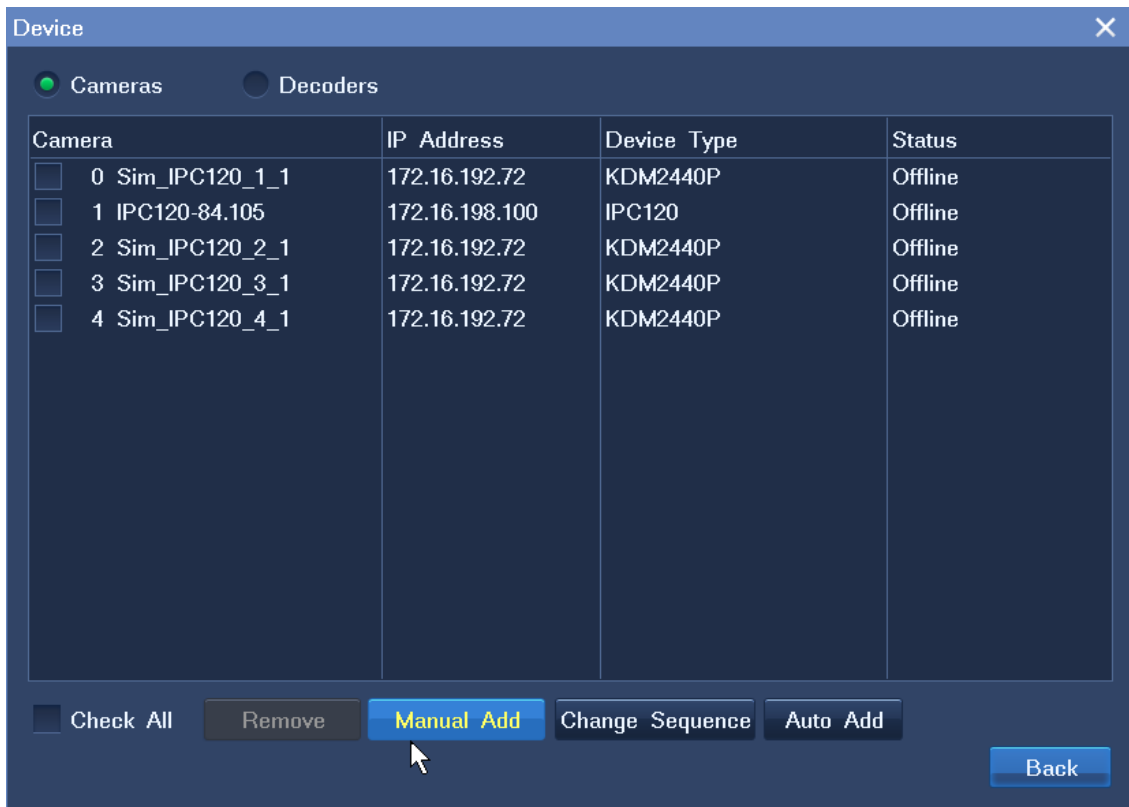 Device
Cameras Decoders
Camera IP Address Device Type Status
0 Sim_IPC120_1_1 172.16.192.72 KDM2440P Offline
1 IPC120-84.105 172.16.198.100 IPC120 Offline
2 Sim_IPC120_2_1 172.16.192.72 KDM2440P Offline
3 Sim_IPC120_3_1 172.16.192.72 KDM2440P Offline
4 Sim_IPC120_4_1 172.16.192.72 KDM2440P Offline
Check All Remove Manual Add Change Sequence Auto Add
Back